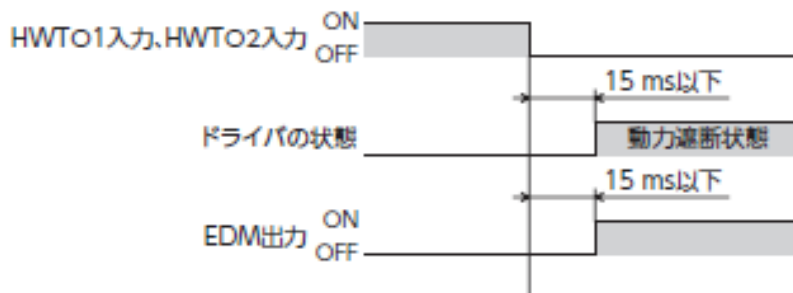 HWTO1入力、HWTO2入力
ON
OFF
15 ms以下
ドライバの状態
動力遮断状態
15 ms以下
EDM出力
ON
OFF